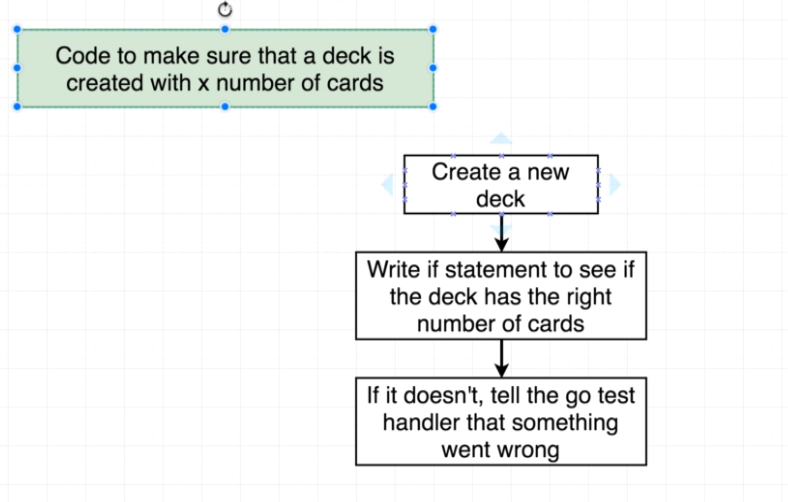 Code to make sure that a deck is
created with x number of cards
Create a new
deck
Write if statement to see if
the deck has the right
number of cards
If it doesn't, tell the go test
handler that something
went wrong